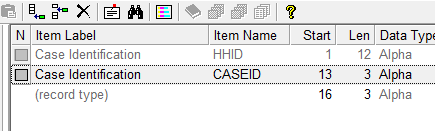 N Item Label Item Name Start Len Data Type
Case Identification HHID 1 12 Alpha
Case Identification CASEID 13 3 Alpha
(record type) 16 3 Alpha